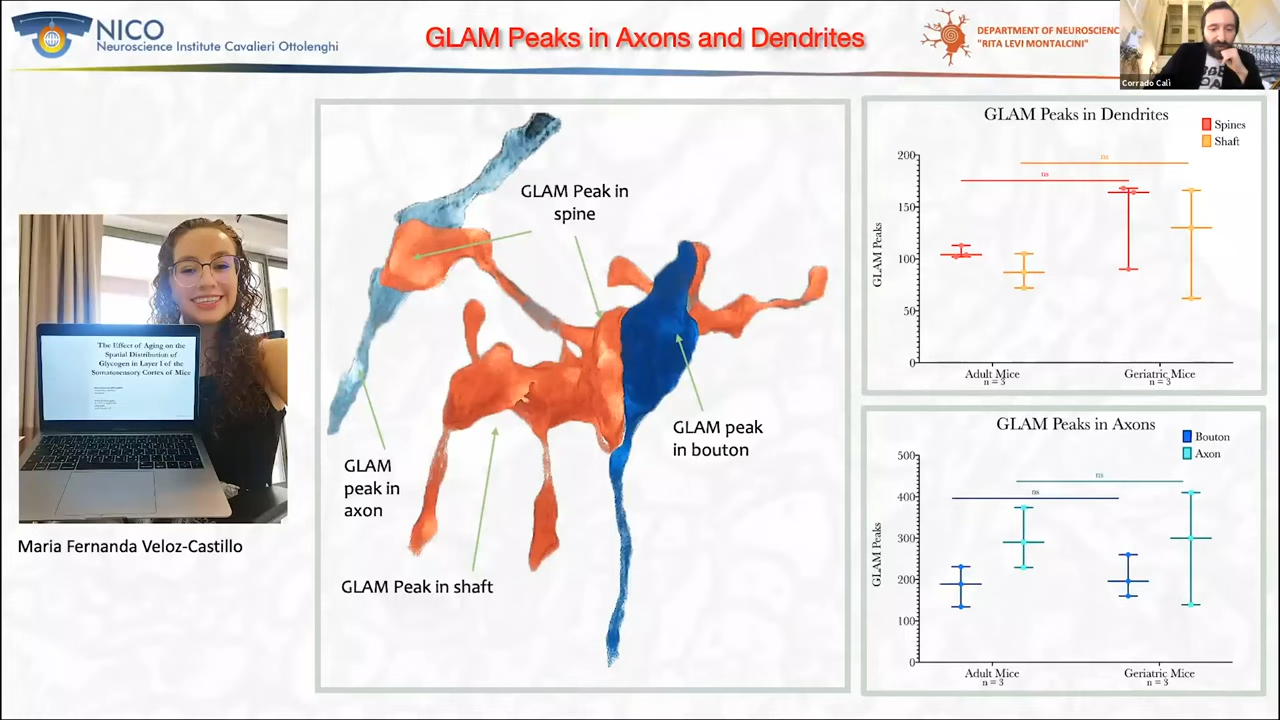 NICO
Neuroscience Institute Cavalieri Ottolenghi
GLAM Peaks in Axons and Dendrites
DEPARTMENT OF NEUROSCIENC
"RITA LEVI MONTALCINI"
Corrado Calì
The Effect of Aging on the
Spatial Distribution of
Glycogen in Layer I of the
Somatosensory Cortex of Mice
Maria Fernanda Veloz-Castillo
GLAM Peak in
spine
GLAM peak
in bouton
GLAM
peak in
axon
GLAM Peak in shaft
GLAM Peaks in Dendrites
Spines
Shaft
ns
ns
GLAM Peaks
200
150
100
50
0
Adult Mice
n = 3
Geriatric Mice
n = 3
GLAM Peaks in Axons
Bouton
Axon
ns
ns
GLAM Peaks
500
400
300
200
100
0
Adult Mice
n = 3
Geriatric Mice
n = 3